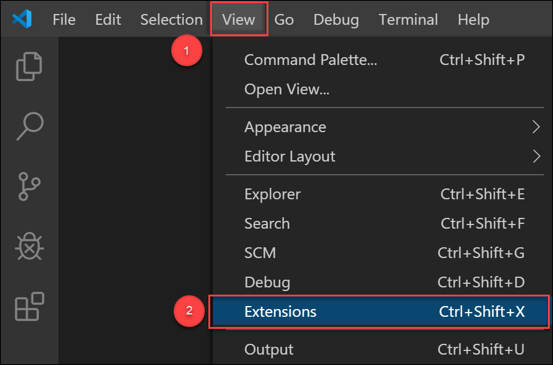 File Edit Selection View Go Debug Terminal Help
1
Command Palette... Ctrl+Shift+P
Open View...
Appearance
Editor Layout
Explorer Ctrl+Shift+E
Search Ctrl+Shift+F
SCM Ctrl+Shift+G
Debug Ctrl+Shift+D
2 Extensions Ctrl+Shift+X
Output Ctrl+Shift+U